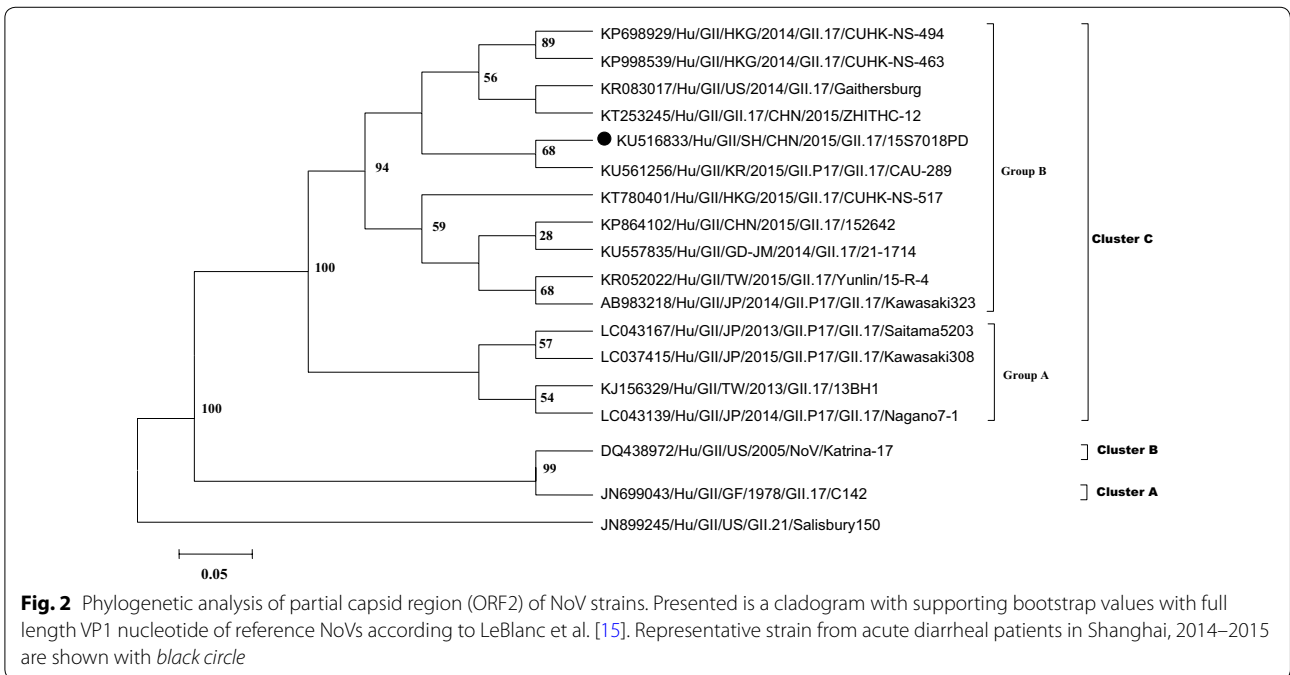 KP698929/Hu/GII/HKG/2014/GII.17/CUHK-NS-494
89
KP998539/Hu/GII/HKG/2014/GII.17/CUHK-NS-463
56
KR083017/Hu/GII/US/2014/GII.17/Gaithersburg
KT253245/Hu/GII/GII.17/CHN/2015/ZHITHC-12
KU516833/Hu/GII/SH/CHN/2015/GII.17/15S7018PD
68
94
KU561256/Hu/GII/KR/2015/GII.P17/GII.17/CAU-289
Group B
KT780401/Hu/GII/HKG/2015/GII.17/CUHK-NS-517
59
KP864102/Hu/GII/CHN/2015/GII.17/152642
28
Cluster C
KU557835/Hu/GII/GD-JM/2014/GII.17/21-1714
100
KR052022/Hu/GII/TW/2015/GII.17/Yunlin/15-R-4
68
AB983218/Hu/GII/JP/2014/GII.P17/GII.17/Kawasaki323
LC043167/Hu/GII/JP/2013/GII.P17/GII.17/Saitama5203
57
LC037415/Hu/GII/JP/2015/GII.P17/GII.17/Kawasaki308
Group A
KJ156329/Hu/GII/TW/2013/GII.17/13BH1
54
100
LC043139/Hu/GII/JP/2014/GII.P17/GII.17/Nagano7-1
DQ438972/Hu/GII/US/2005/NoV/Katrina-17
Cluster B
99
JN699043/Hu/GII/GF/1978/GII.17/C142
Cluster A
JN899245/Hu/GII/US/GII.21/Salisbury150
0.05
Fig. 2 Phylogenetic analysis of partial capsid region (ORF2) of NoV strains. Presented is a cladogram with supporting bootstrap values with full
length VP1 nucleotide of reference NoVs according to LeBlanc et al. [15]. Representative strain from acute diarrheal patients in Shanghai, 2014–2015
are shown with black circle